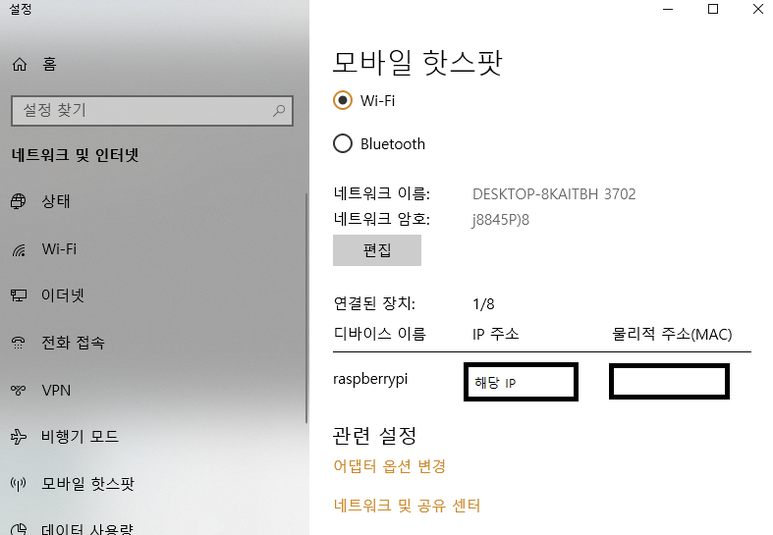 설정
홈
설정 찾기
네트워크 및 인터넷
상태
Wi-Fi
이더넷
전화 접속
VPN
비행기 모드
모바일 핫스팟
데이터 사용량
모바일 핫스팟
Wi-Fi
Bluetooth
네트워크 이름: DESKTOP-8KAITBH 3702
네트워크 암호: j8845P)8
편집
연결된 장치: 1/8
디바이스 이름 IP 주소 물리적 주소(MAC)
raspberrypi 해당 IP
관련 설정
어댑터 옵션 변경
네트워크 및 공유 센터